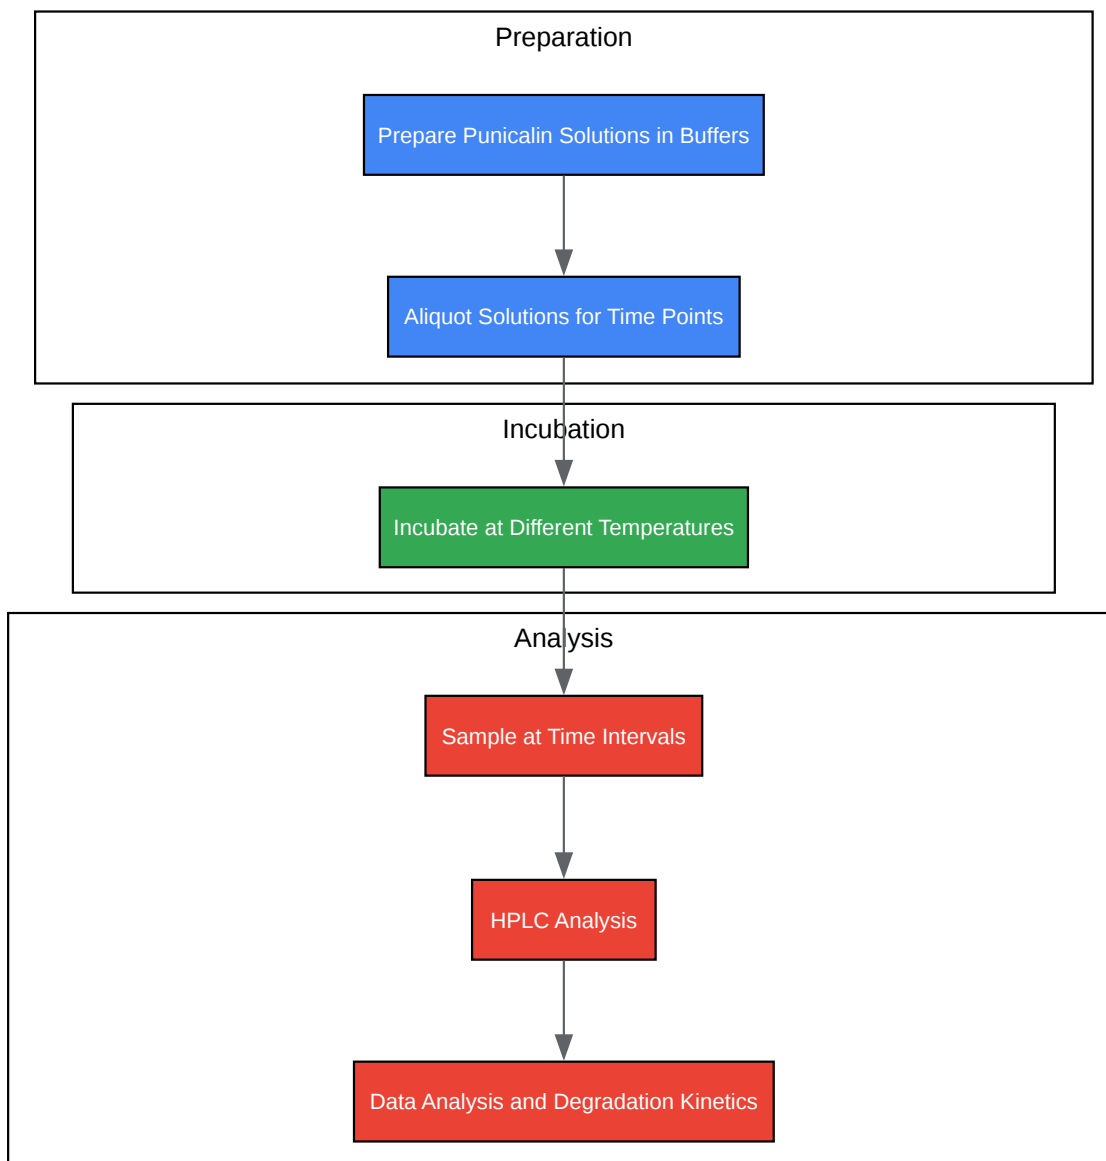 Preparation
Prepare Punicalin Solutions in Buffers
Aliquot Solutions for Time Points
Incubation
Incubate at Different Temperatures
Analysis
Sample at Time Intervals
HPLC Analysis
Data Analysis and Degradation Kinetics